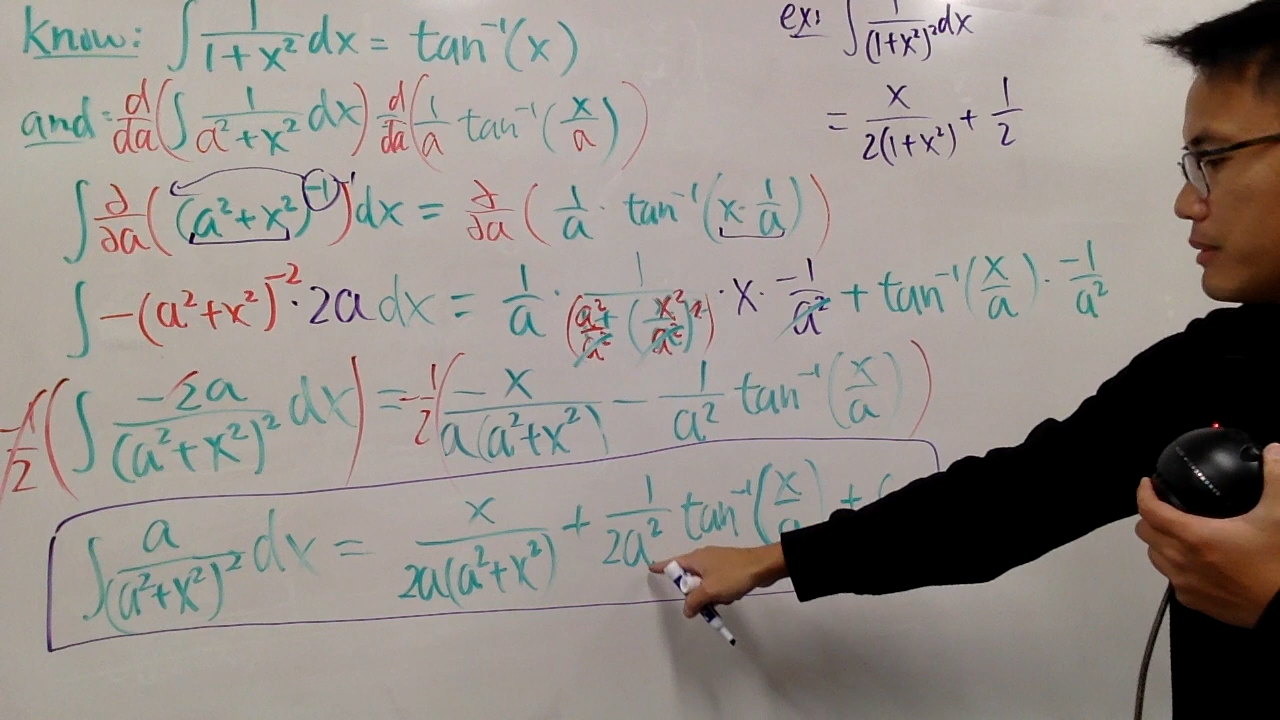 Know: ∫ 1/(1+x²) dx = tan⁻¹(x)
and: d/da (∫ 1/(a²+x²) dx) d/da (1/a tan⁻¹(x/a))
∫ ∂/∂a ((a²+x²)⁻¹)' dx = ∂/∂a (1/a · tan⁻¹(x·1/a))
∫ -(a²+x²)⁻² · 2a dx = 1/a · 1/(a²/a² + (x²/a²)²) · x · -1/a² + tan⁻¹(x/a) · -1/a²
-1/2 (∫ -2a/(a²+x²)² dx) = -1/2 (-x/(a(a²+x²)) - 1/a² tan⁻¹(x/a))
∫ a/(a²+x²)² dx = x/(2a(a²+x²)) + 1/(2a²) tan⁻¹(x/a) +
ex: ∫ 1/(1+x²)² dx
= x/(2(1+x²)) + 1/2